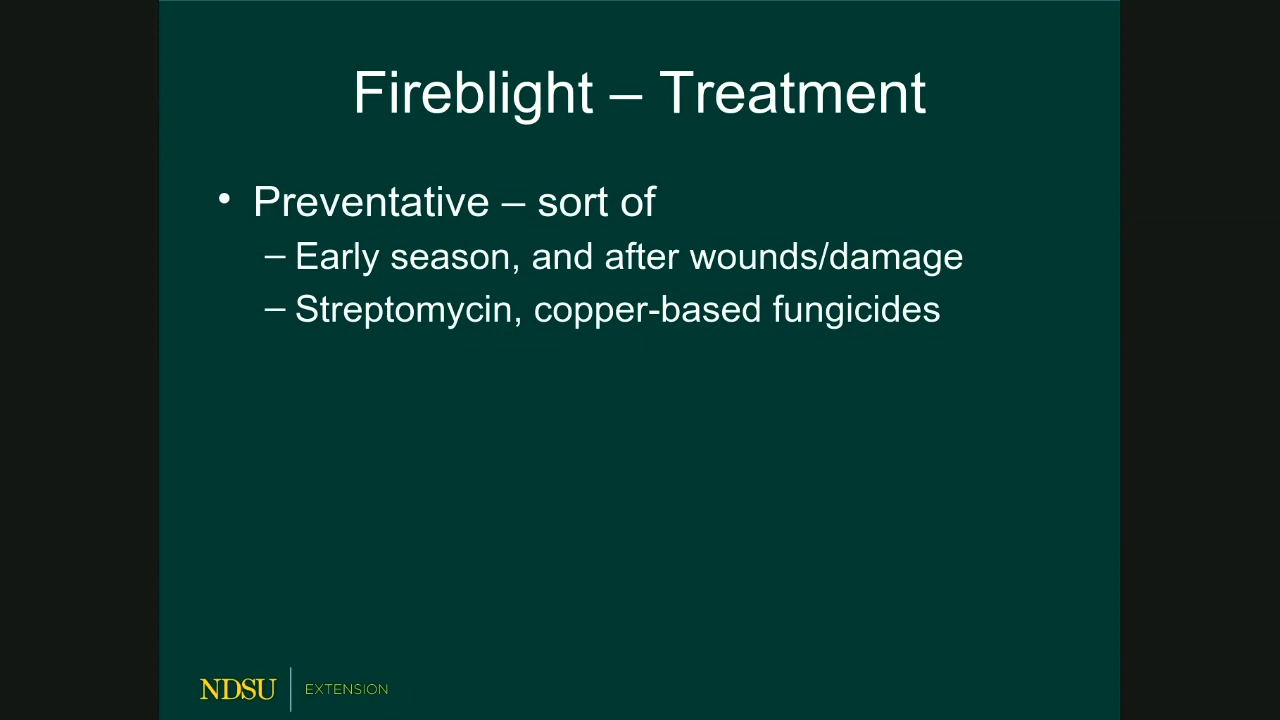 Fireblight – Treatment
• Preventative – sort of
– Early season, and after wounds/damage
– Streptomycin, copper-based fungicides
NDSU | EXTENSION